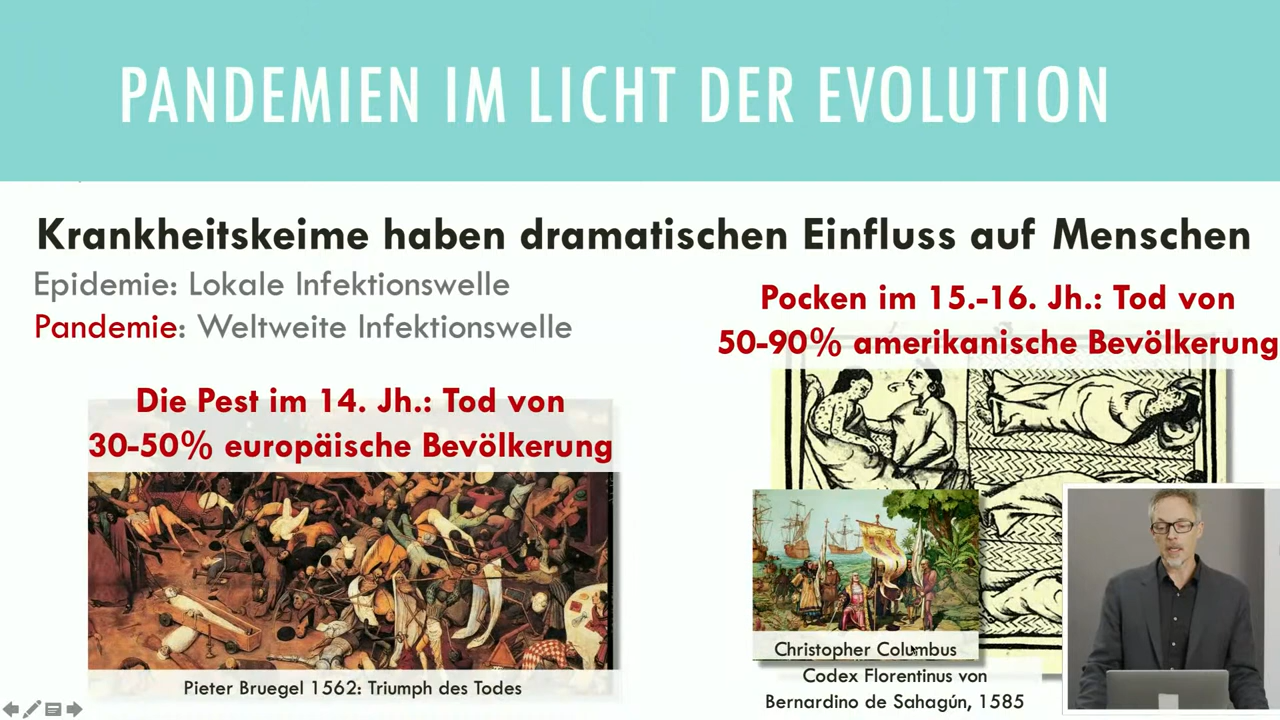 PANDEMIEN IM LICHT DER EVOLUTION
Krankheitskeime haben dramatischen Einfluss auf Menschen
Epidemie: Lokale Infektionswelle
Pandemie: Weltweite Infektionswelle
Die Pest im 14. Jh.: Tod von
30-50% europäische Bevölkerung
Pieter Bruegel 1562: Triumph des Todes
Pocken im 15.-16. Jh.: Tod von
50-90% amerikanische Bevölkerung
Christopher Columbus
Codex Florentinus von
Bernardino de Sahagún, 1585